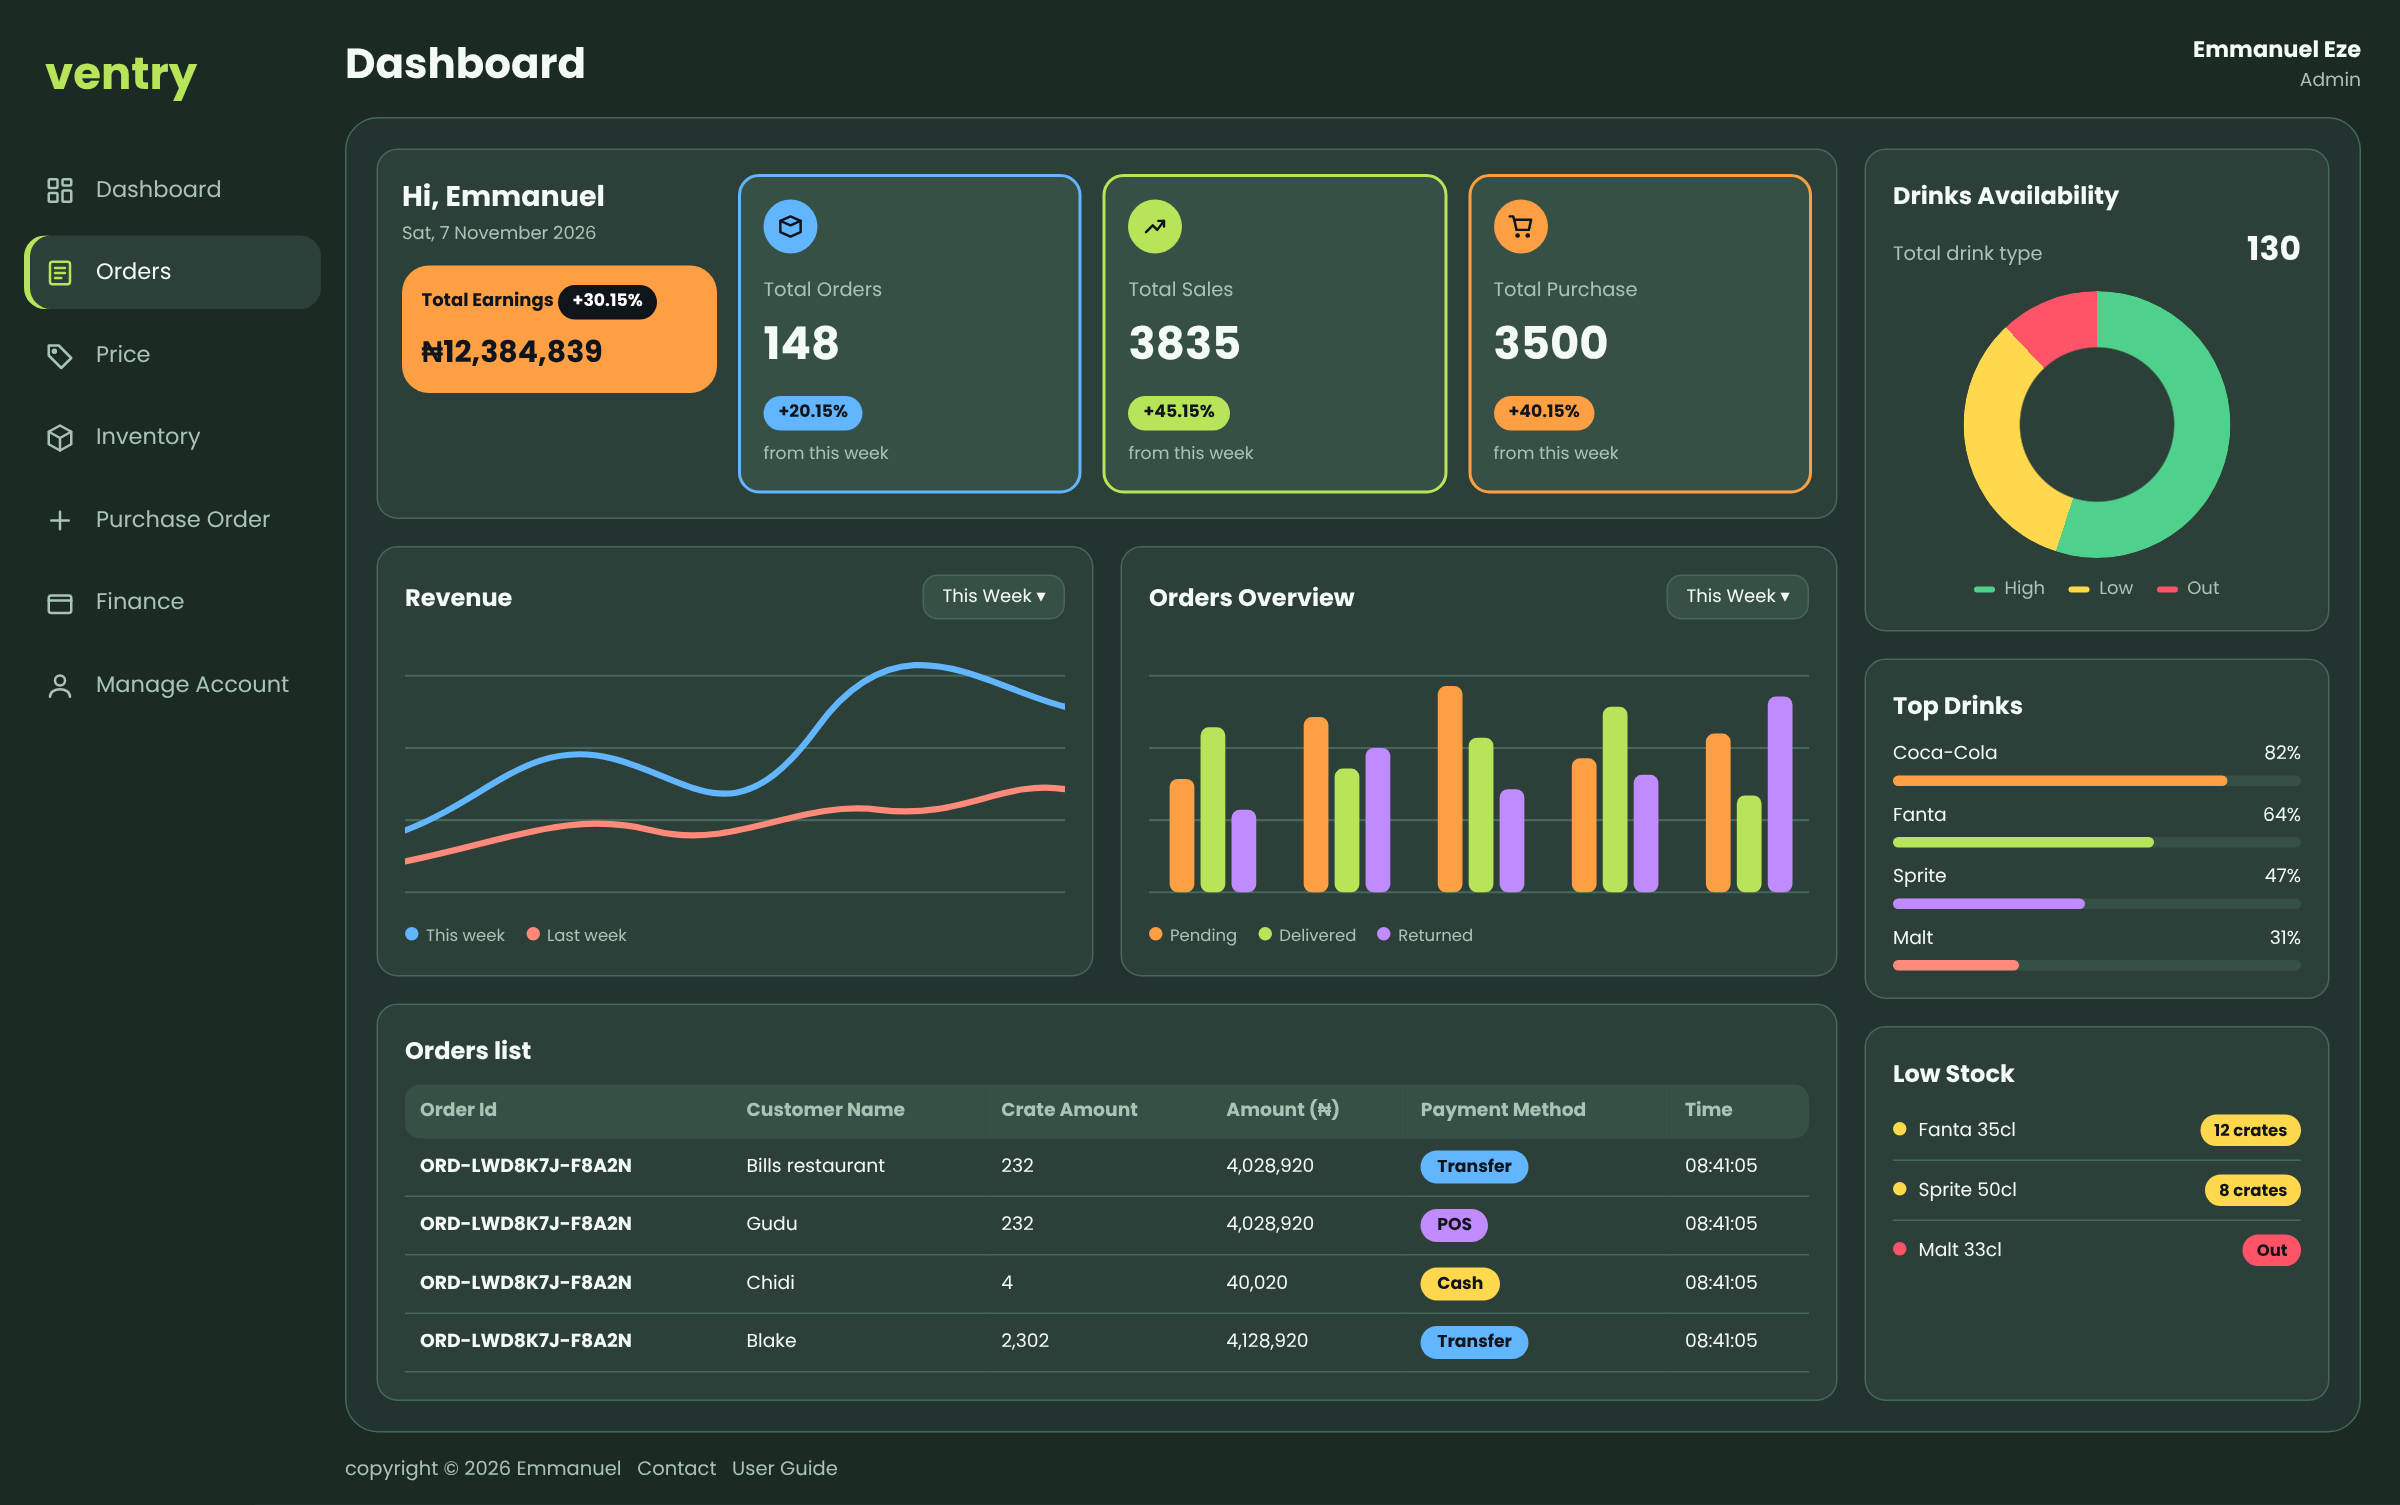 ventry
Dashboard
Orders
Price
Inventory
Purchase Order
Finance
Manage Account
Dashboard
Emmanuel Eze
Admin
Hi, Emmanuel
Sat, 7 November 2026
Total Earnings +30.15%
₦12,384,839
Total Orders
148
+20.15%
from this week
Total Sales
3835
+45.15%
from this week
Total Purchase
3500
+40.15%
from this week
Revenue
This Week ▾
This week Last week
Orders Overview
This Week ▾
Pending Delivered Returned
Orders list
Order Id Customer Name Crate Amount Amount (₦) Payment Method Time
ORD-LWD8K7J-F8A2N Bills restaurant 232 4,028,920 Transfer 08:41:05
ORD-LWD8K7J-F8A2N Gudu 232 4,028,920 POS 08:41:05
ORD-LWD8K7J-F8A2N Chidi 4 40,020 Cash 08:41:05
ORD-LWD8K7J-F8A2N Blake 2,302 4,128,920 Transfer 08:41:05
Drinks Availability
Total drink type 130
High Low Out
Top Drinks
Coca-Cola 82%
Fanta 64%
Sprite 47%
Malt 31%
Low Stock
Fanta 35cl 12 crates
Sprite 50cl 8 crates
Malt 33cl Out
copyright © 2026 Emmanuel Contact User Guide